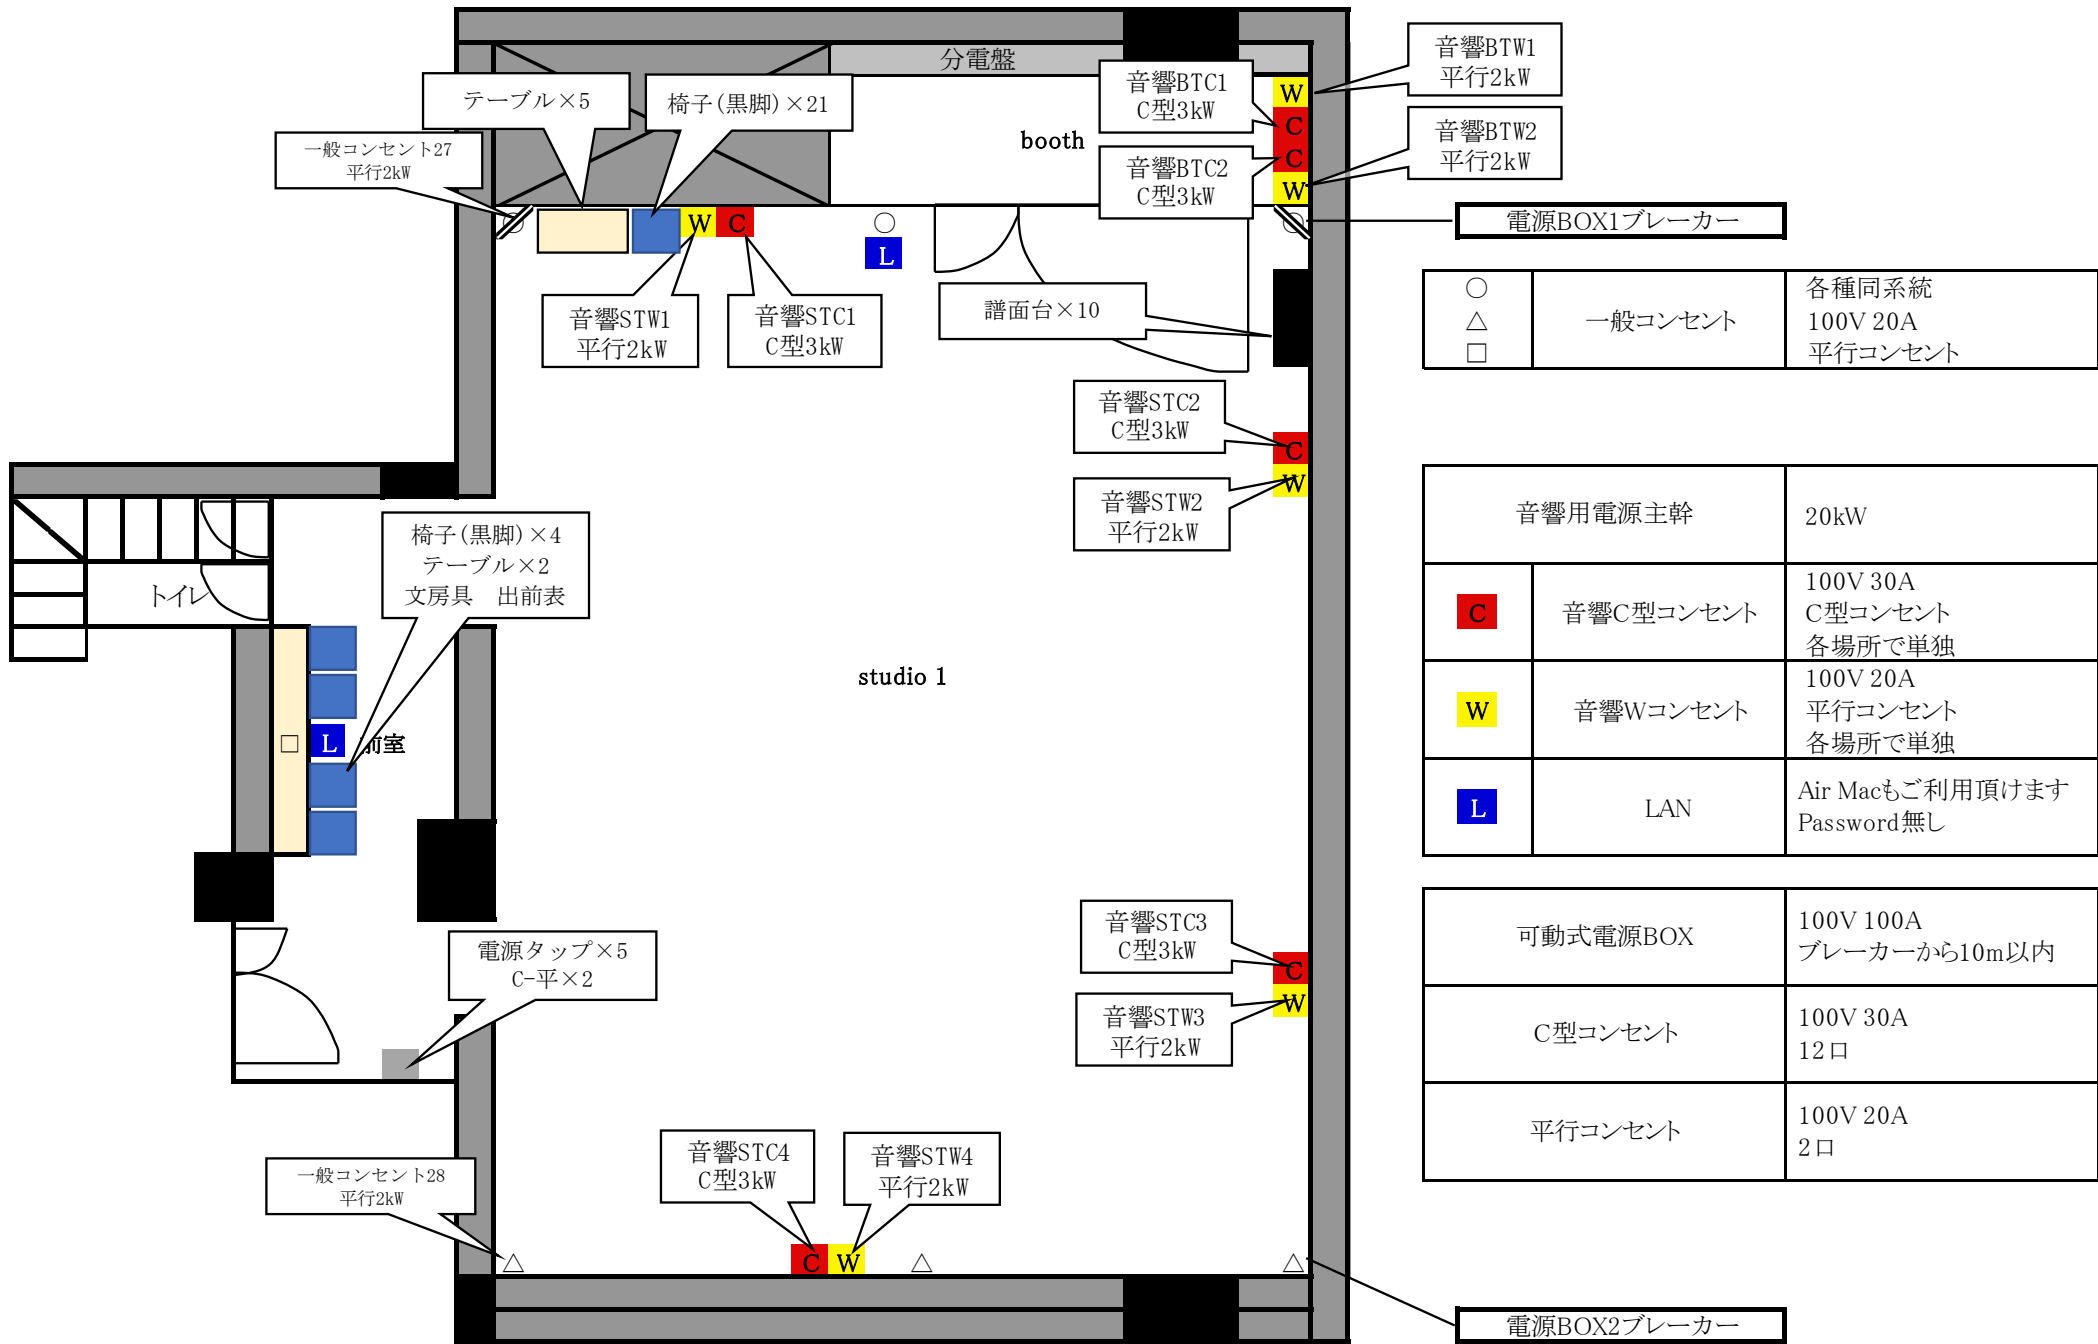 分電盤
音響BTW1
平行2kW
音響BTC1
C型3kW
テーブル×5
椅子(黒脚)×21
W
C
booth
音響BTW2
平行2kW
一般コンセント27
平行2kW
音響BTC2
C型3kW
C
W
○
W
C
○
○
電源BOX1ブレーカー
L
音響STW1
平行2kW
音響STC1
C型3kW
譜面台×10
○
△
□
一般コンセント
各種同系統
100V 20A
平行コンセント
音響STC2
C型3kW
C
音響STW2
平行2kW
W
音響用電源主幹
20kW
椅子(黒脚)×4
テーブル×2
文房具 出前表
トイレ
C
音響C型コンセント
100V 30A
C型コンセント
各場所で単独
studio 1
W
音響Wコンセント
100V 20A
平行コンセント
各場所で単独
□
L
前室
L
LAN
Air Macもご利用頂けます
Password無し
音響STC3
C型3kW
C
可動式電源BOX
100V 100A
ブレーカーから10m以内
電源タップ×5
C-平×2
音響STW3
平行2kW
W
C型コンセント
100V 30A
12口
平行コンセント
100V 20A
2口
音響STC4
C型3kW
音響STW4
平行2kW
一般コンセント28
平行2kW
△
C
W
△
△
電源BOX2ブレーカー